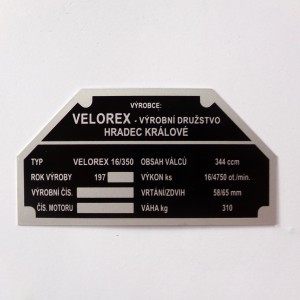 VÝROBCE:
VELOREX - VÝROBNÍ DRUŽSTVO
HRADEC KRÁLOVÉ
TYP VELOREX 16/350 OBSAH VÁLCŮ 344 ccm
ROK VÝROBY 197 VÝKON ks 16/4750 ot./min.
VÝROBNÍ ČÍS. VRTÁNÍ/ZDVIH 58/65 mm
ČÍS. MOTORU VÁHA kg 310